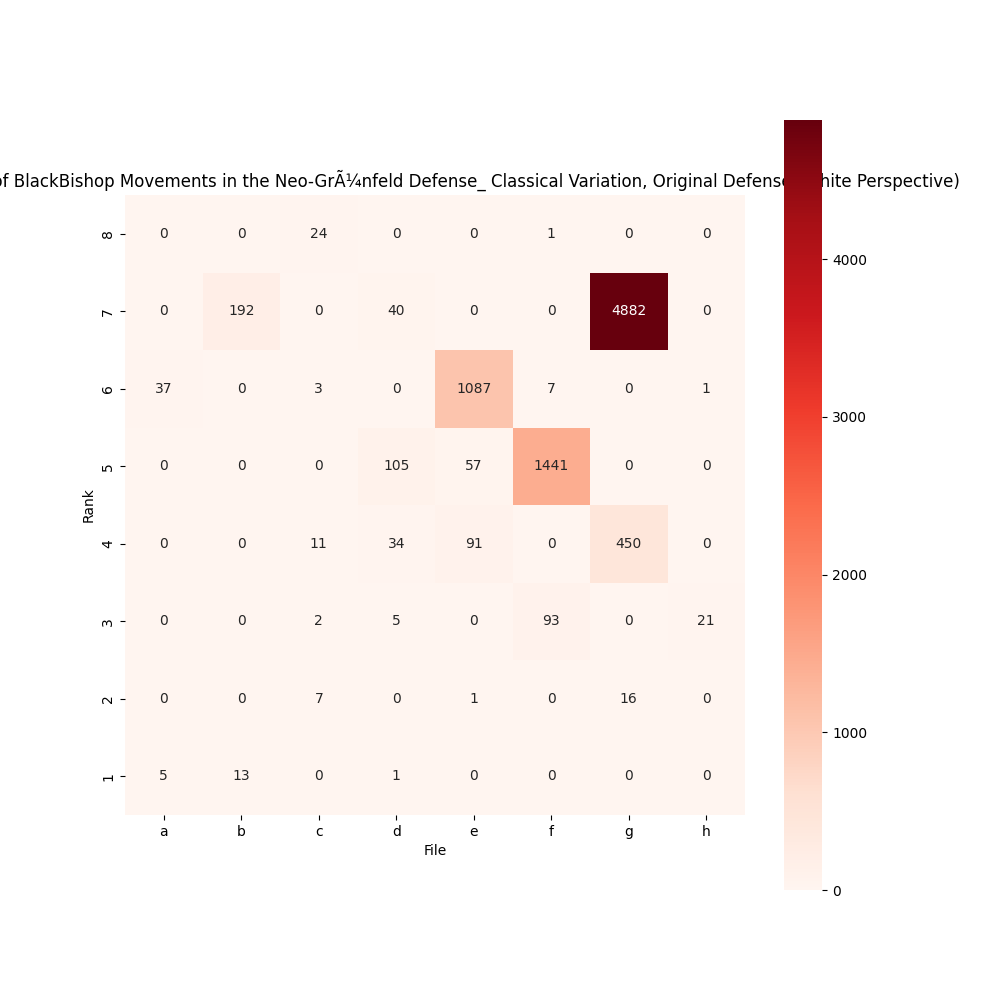 of BlackBishop Movements in the Neo-GrÃ¼nfeld Defense_ Classical Variation, Original Defense hite Perspective)
8 0 0 24 0 0 1 0 0
7 0 192 0 40 0 0 4882 0
6 37 0 3 0 1087 7 0 1
5 0 0 0 105 57 1441 0 0
4 0 0 11 34 91 0 450 0
3 0 0 2 5 0 93 0 21
2 0 0 7 0 1 0 16 0
1 5 13 0 1 0 0 0 0
a b c d e f g h
File
Rank
4000
3000
2000
1000
0